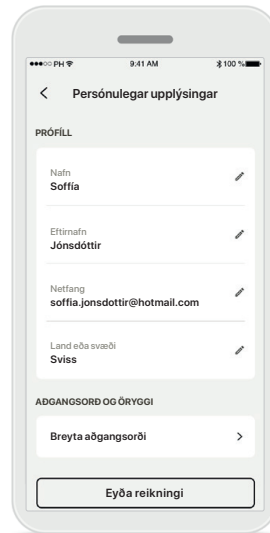 PH 9:41 AM 100 %
Persónulegar upplýsingar
PRÓFÍLL
Nafn
Soffía
Eftirnafn
Jónsdóttir
Netfang
soffia.jonsdottir@hotmail.com
Land eða svæði
Sviss
AÐGANGSORÐ OG ÖRYGGI
Breyta aðgangsorði
Eyða reikningi